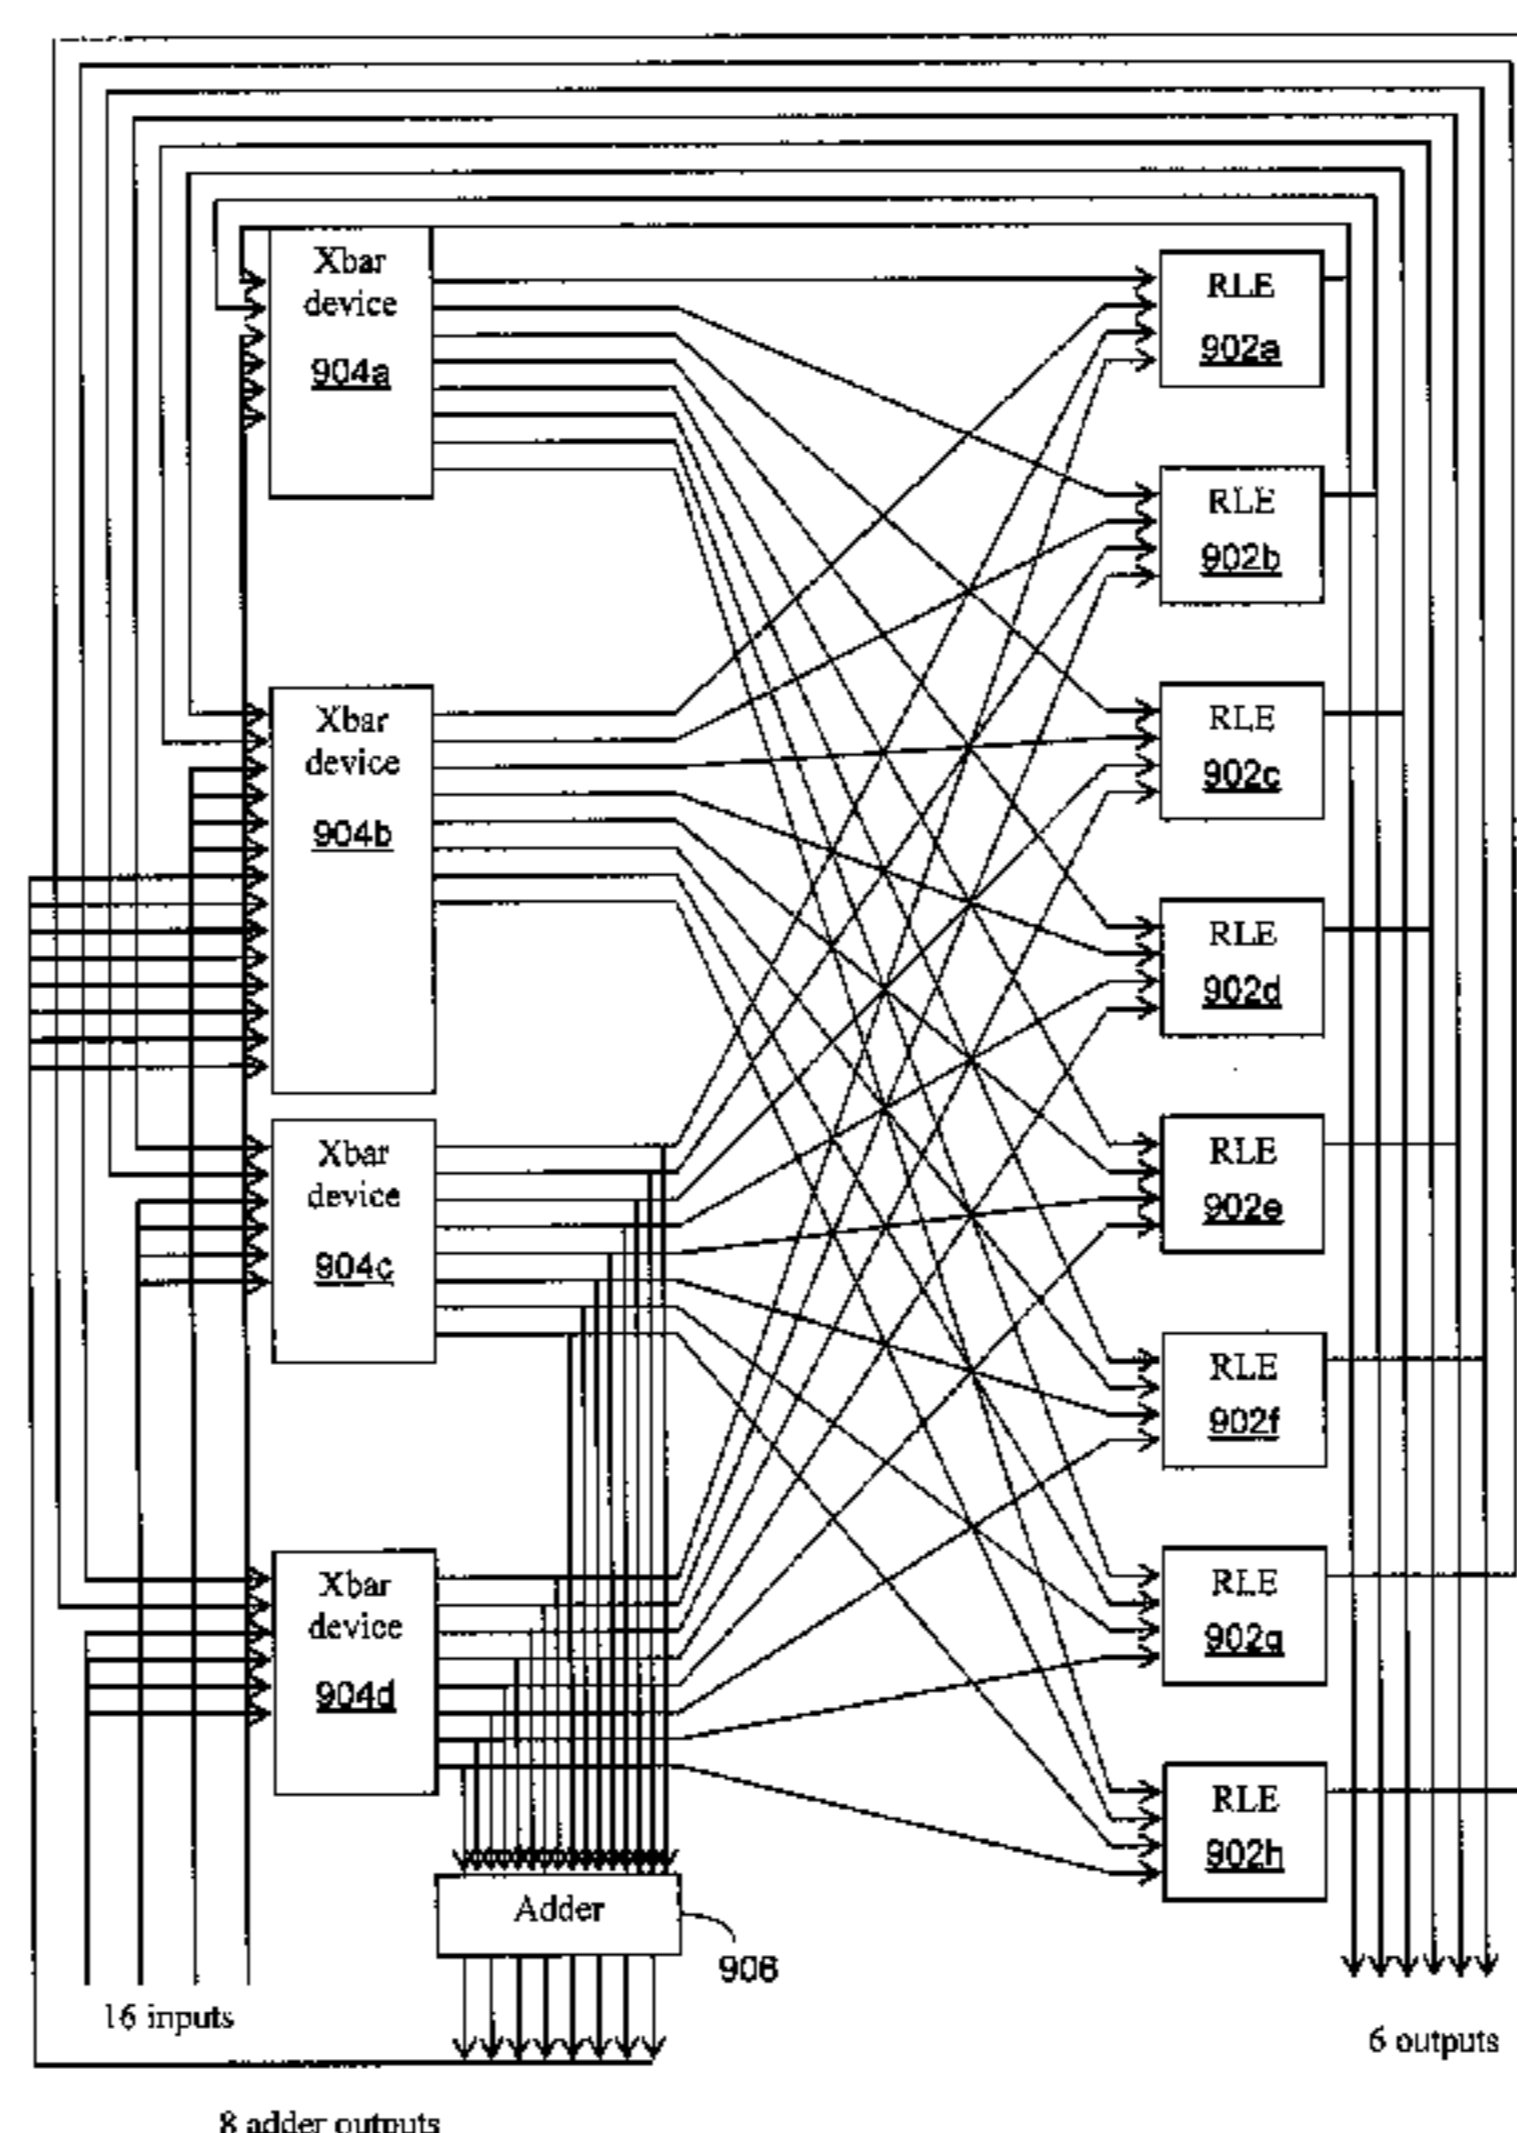 Xbar
device
904a
Xbar
device
904b
Xbar
device
904c
Xbar
device
904d
RLE
902a
RLE
902b
RLE
902c
RLE
902d
RLE
902e
RLE
902f
RLE
902g
RLE
902h
Adder
906
16 inputs
6 outputs
8 adder outputs